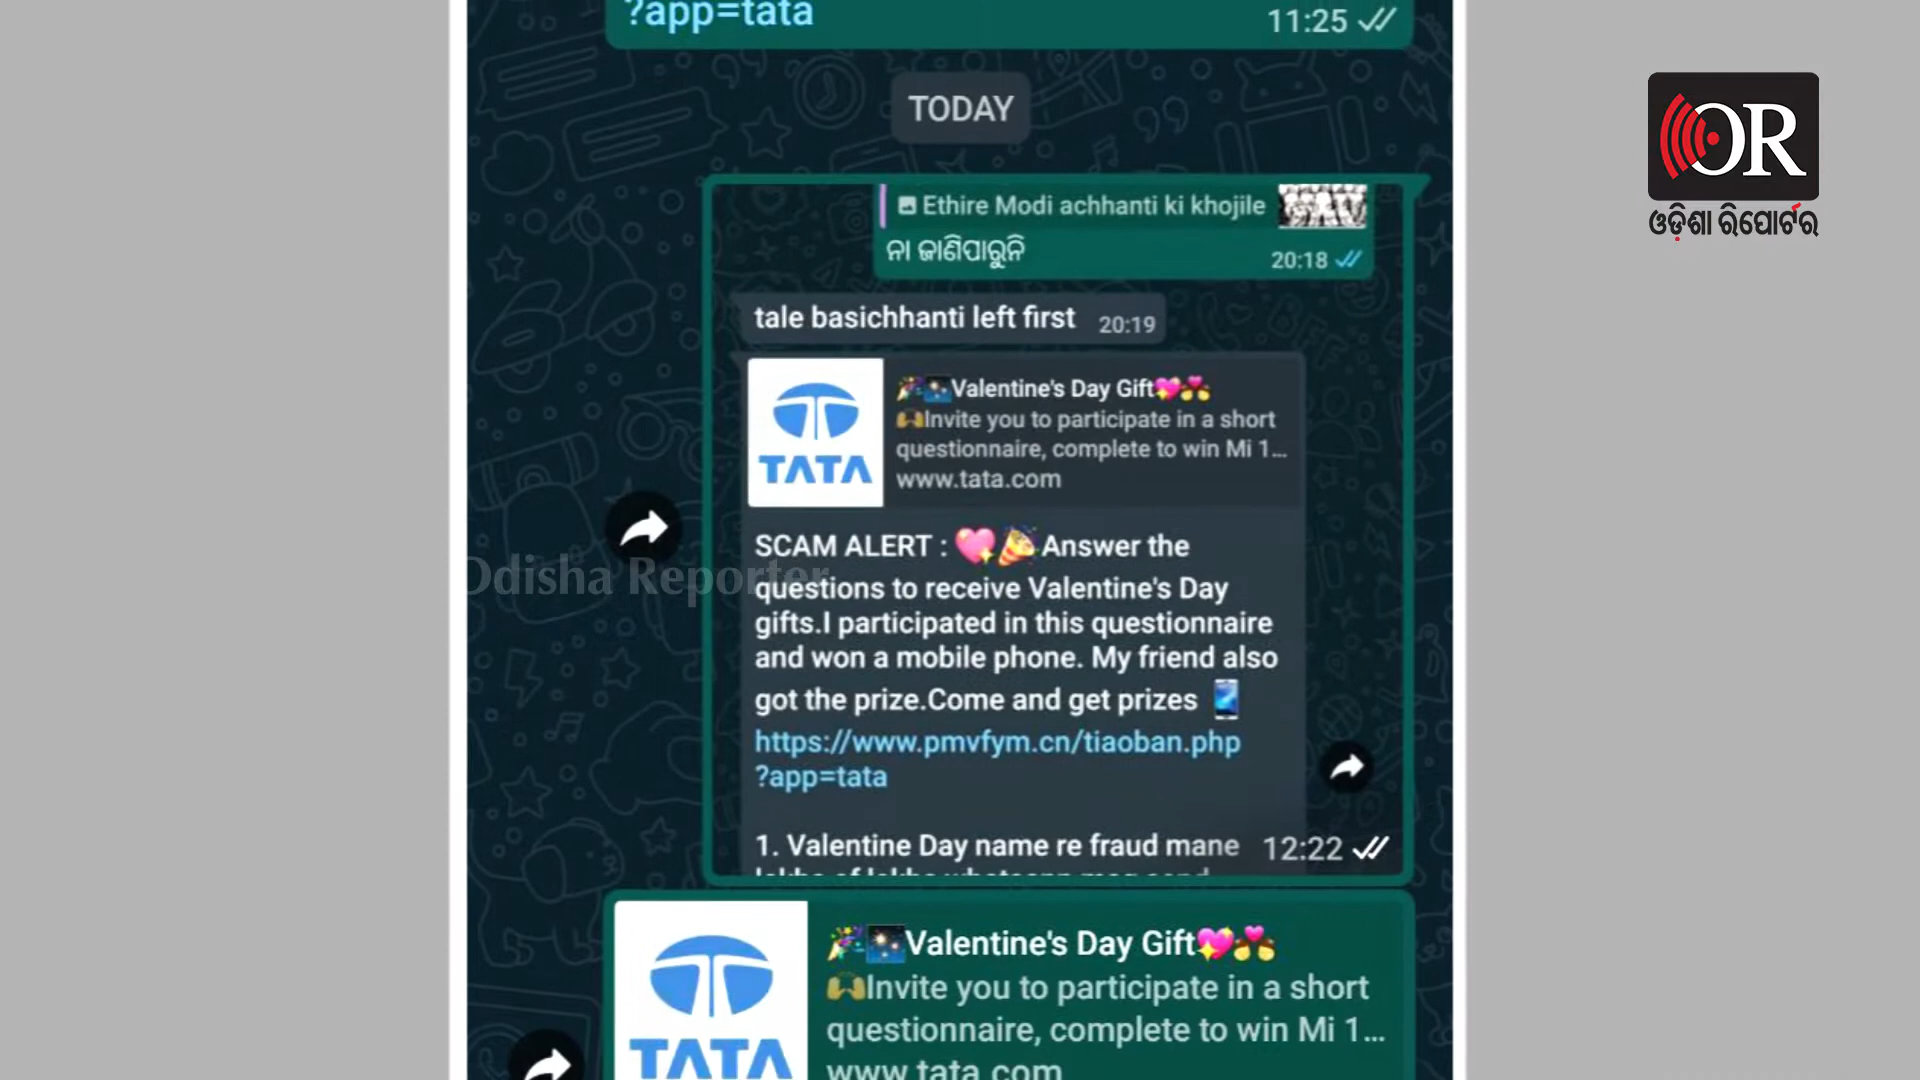 ?app=tata
11:25
TODAY
OR
ଓଡ଼ିଶା ରିପୋର୍ଟର
Ethire Modi achhanti ki khojile
ନା ଜାଣିପାରୁନି
20:18
tale basichhanti left first 20:19
TATA
Valentine's Day Gift
Invite you to participate in a short
questionnaire, complete to win Mi 1...
www.tata.com
SCAM ALERT : 💖🎉Answer the
questions to receive Valentine's Day
gifts.I participated in this questionnaire
and won a mobile phone. My friend also
got the prize.Come and get prizes 📱
https://www.pmvfym.cn/tiaoban.php
?app=tata
Odisha Reporter
1. Valentine Day name re fraud mane
12:22
TATA
Valentine's Day Gift
Invite you to participate in a short
questionnaire, complete to win Mi 1...
www.tata.com